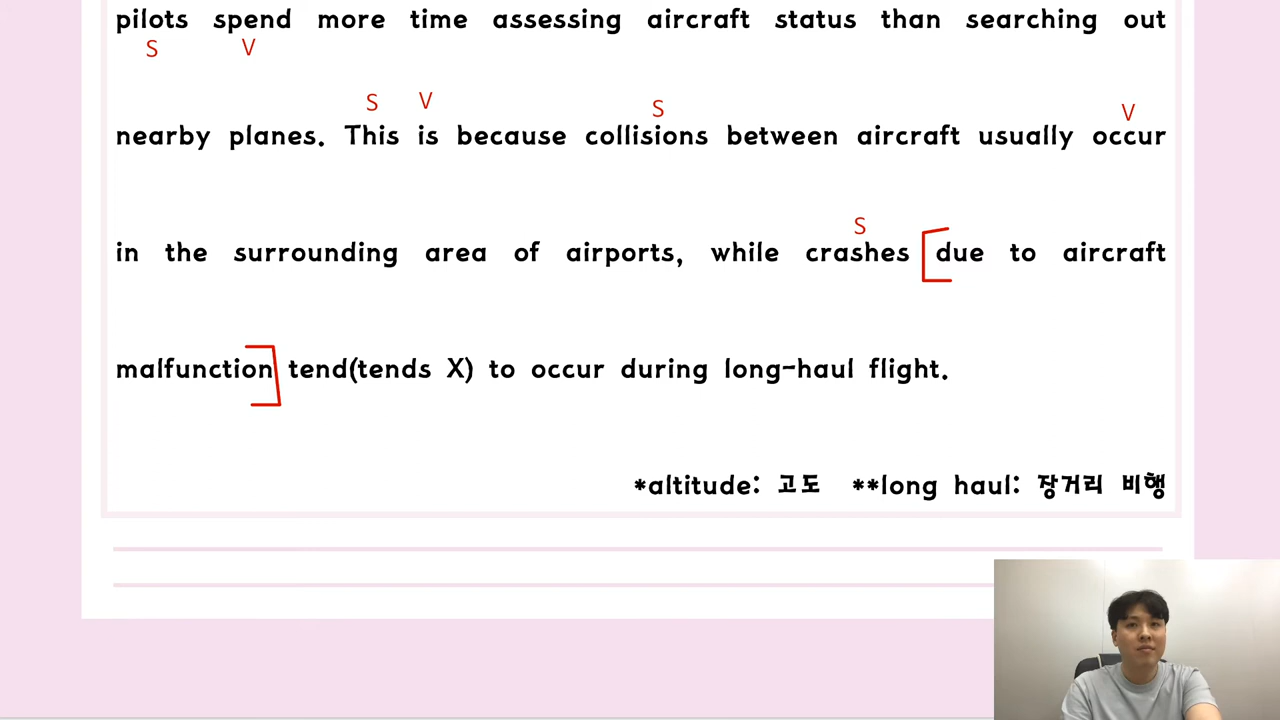 pilots spend more time assessing aircraft status than searching out
S V
S V S V
nearby planes. This is because collisions between aircraft usually occur
S
in the surrounding area of airports, while crashes [due to aircraft
malfunction] tend(tends X) to occur during long-haul flight.
*altitude: 고도 **long haul: 장거리 비행